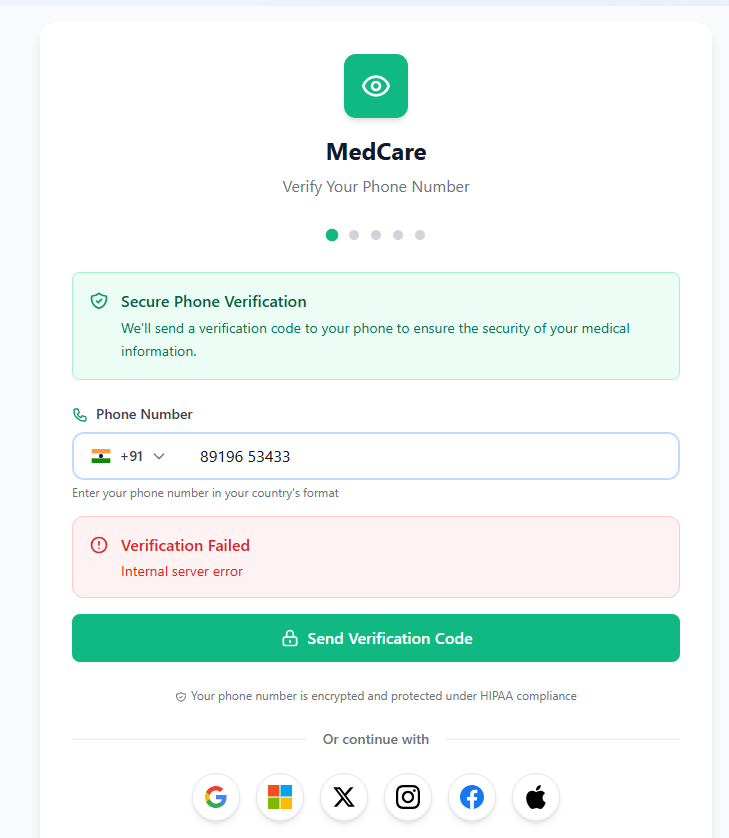 MedCare
Verify Your Phone Number
Secure Phone Verification
We'll send a verification code to your phone to ensure the security of your medical
information.
Phone Number
+91 89196 53433
Enter your phone number in your country's format
Verification Failed
Internal server error
Send Verification Code
Your phone number is encrypted and protected under HIPAA compliance
Or continue with